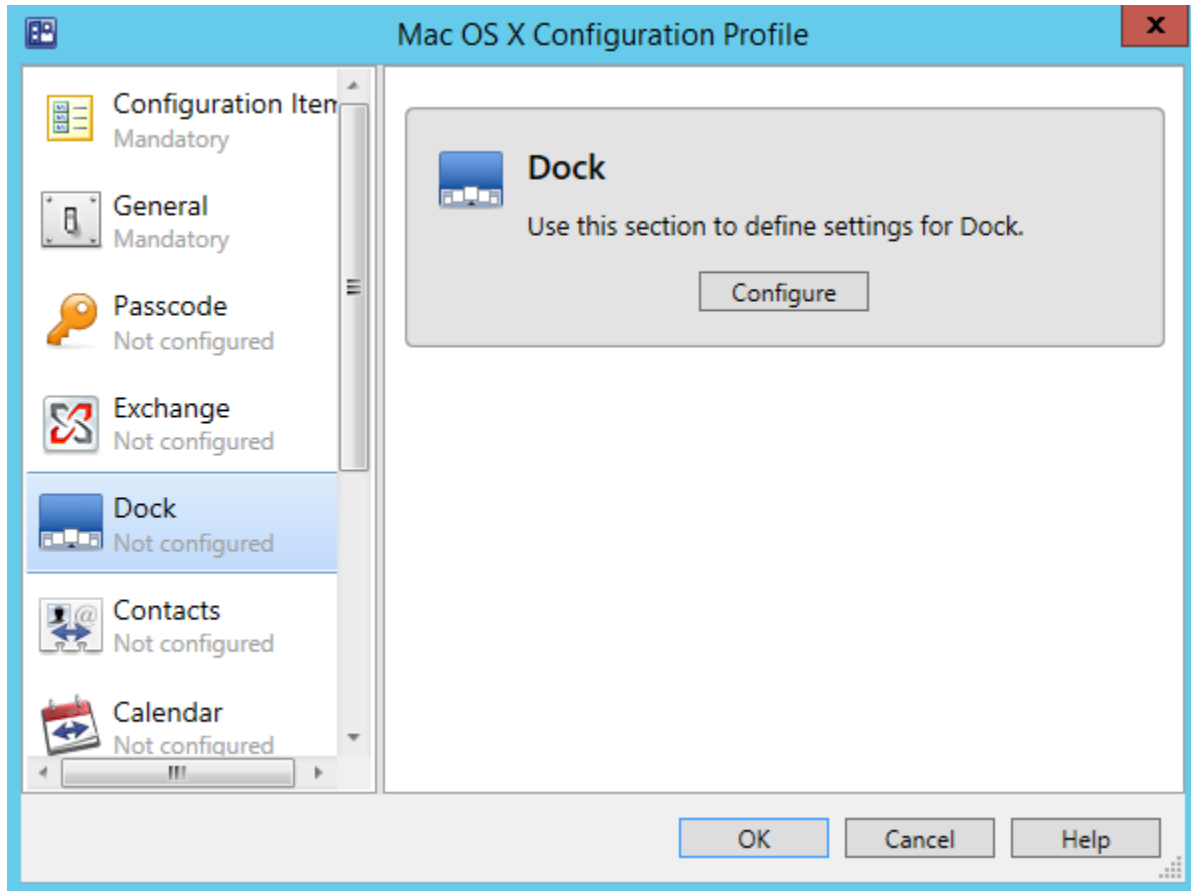 Mac OS X Configuration Profile
x
Configuration Item
Mandatory
General
Mandatory
Passcode
Not configured
Exchange
Not configured
Dock
Not configured
Contacts
Not configured
Calendar
Not configured
Dock
Use this section to define settings for Dock.
Configure
OK
Cancel
Help